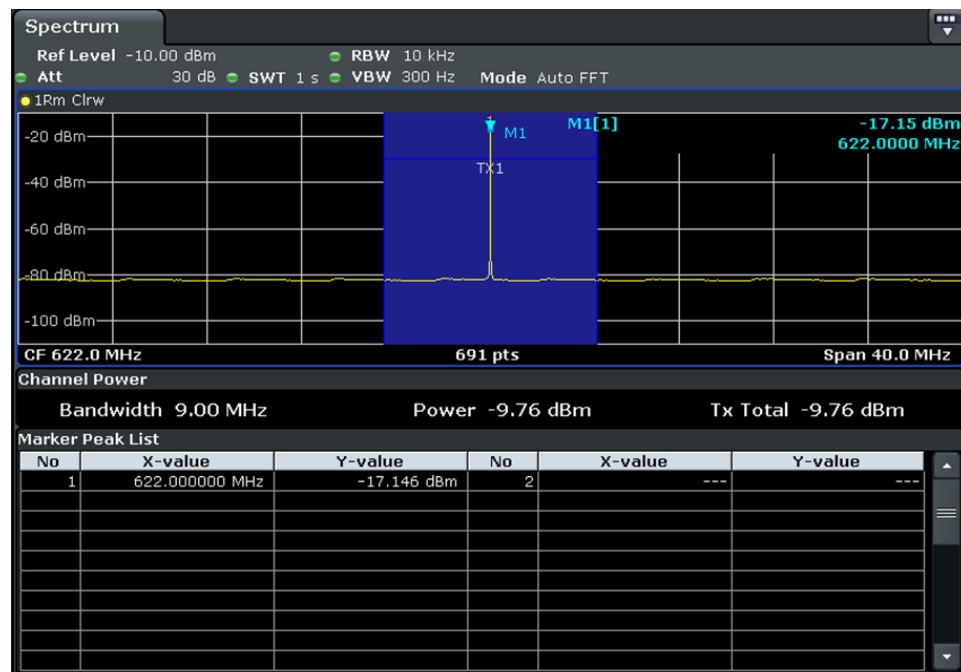 Spectrum
Ref Level -10.00 dBm RBW 10 kHz
Att 30 dB SWT 1 s VBW 300 Hz Mode Auto FFT
1Rm Clrw
M1[1] -17.15 dBm
622.0000 MHz
M1
TX1
-20 dBm
-40 dBm
-60 dBm
-80 dBm
-100 dBm
CF 622.0 MHz 691 pts Span 40.0 MHz
Channel Power
Bandwidth 9.00 MHz Power -9.76 dBm Tx Total -9.76 dBm
Marker Peak List
No X-value Y-value No X-value Y-value
1 622.000000 MHz -17.146 dBm 2 --- ---